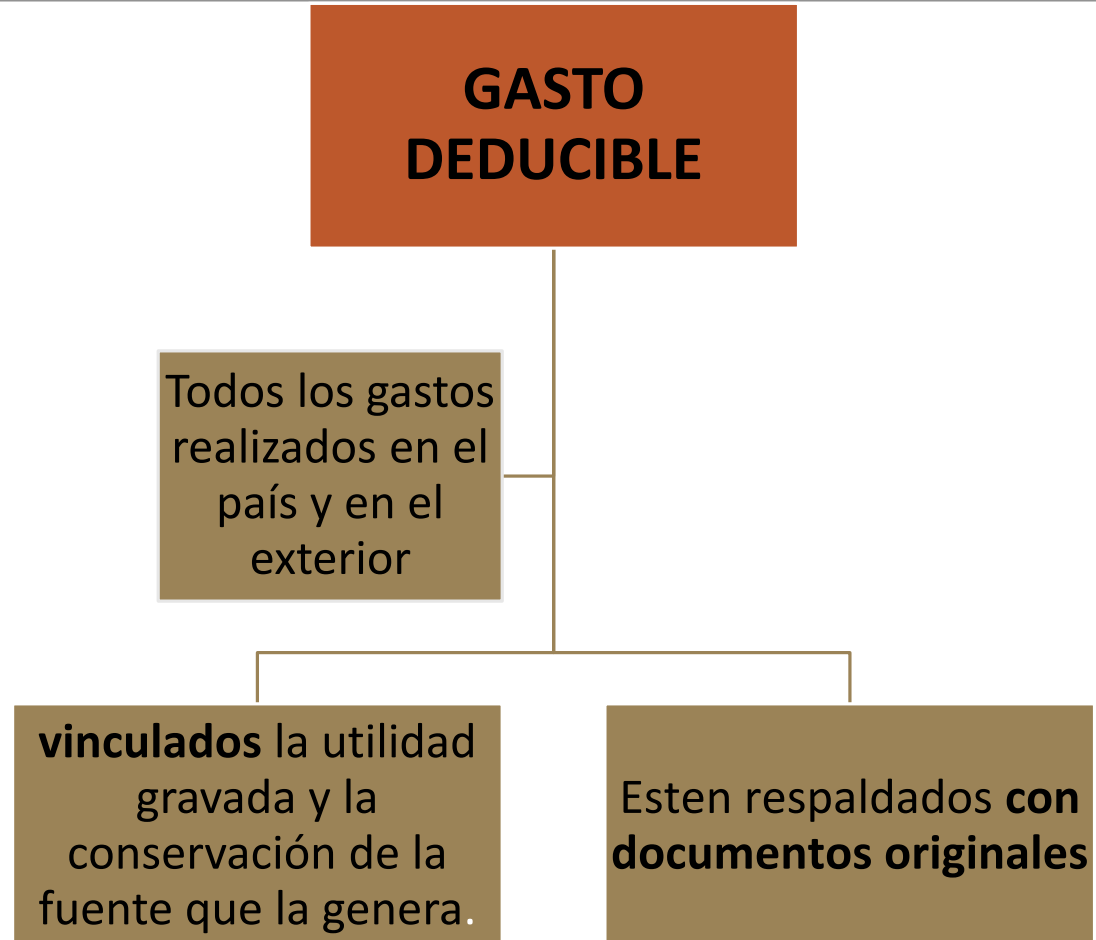 GASTO
DEDUCIBLE
Todos los gastos
realizados en el
país y en el
exterior
vinculados la utilidad
gravada y la
conservación de la
fuente que la genera.
Esten respaldados con
documentos originales